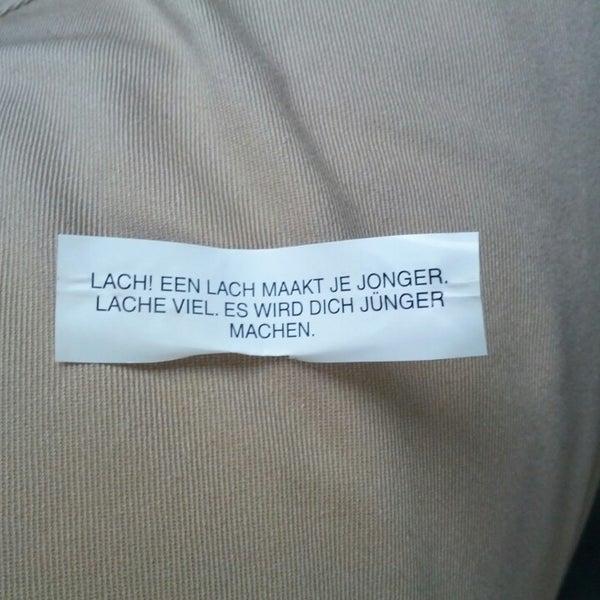 LACH! EEN LACH MAAKT JE JONGER.
LACHE VIEL. ES WIRD DICH JÜNGER
MACHEN.